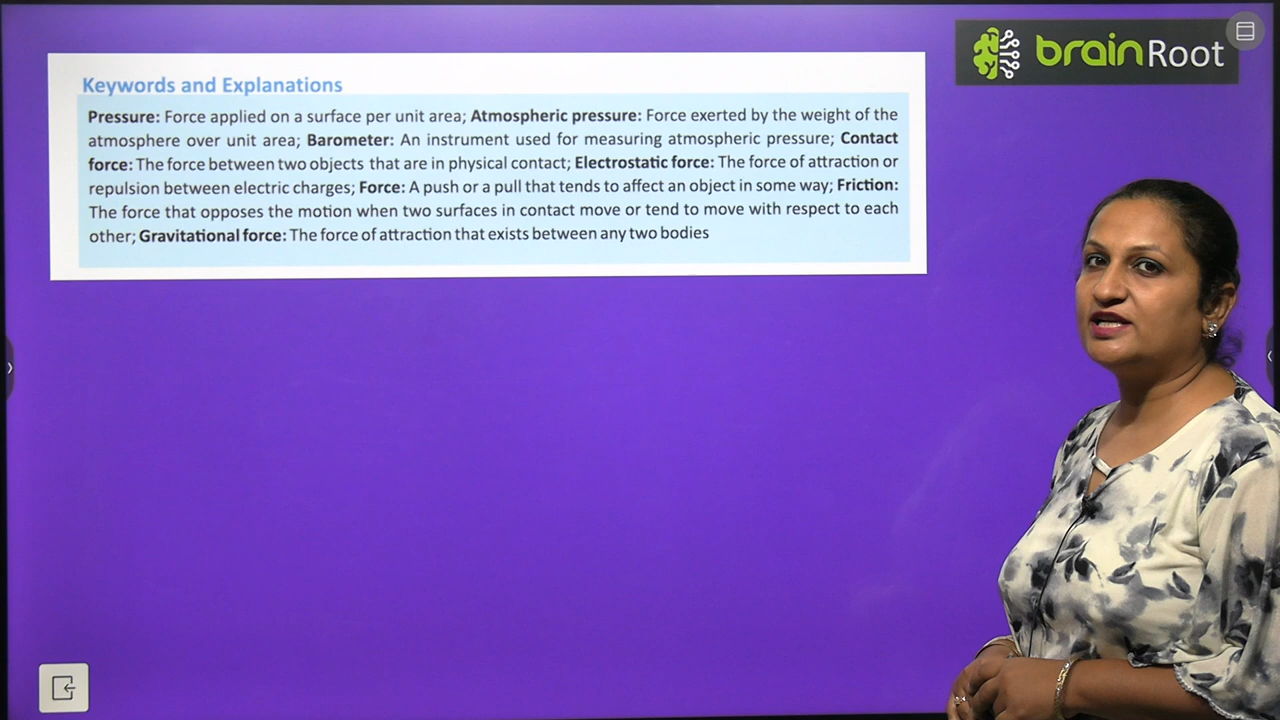 brainRoot
Keywords and Explanations
Pressure: Force applied on a surface per unit area; Atmospheric pressure: Force exerted by the weight of the
atmosphere over unit area; Barometer: An instrument used for measuring atmospheric pressure; Contact
force: The force between two objects that are in physical contact; Electrostatic force: The force of attraction or
repulsion between electric charges; Force: A push or a pull that tends to affect an object in some way; Friction:
The force that opposes the motion when two surfaces in contact move or tend to move with respect to each
other; Gravitational force: The force of attraction that exists between any two bodies